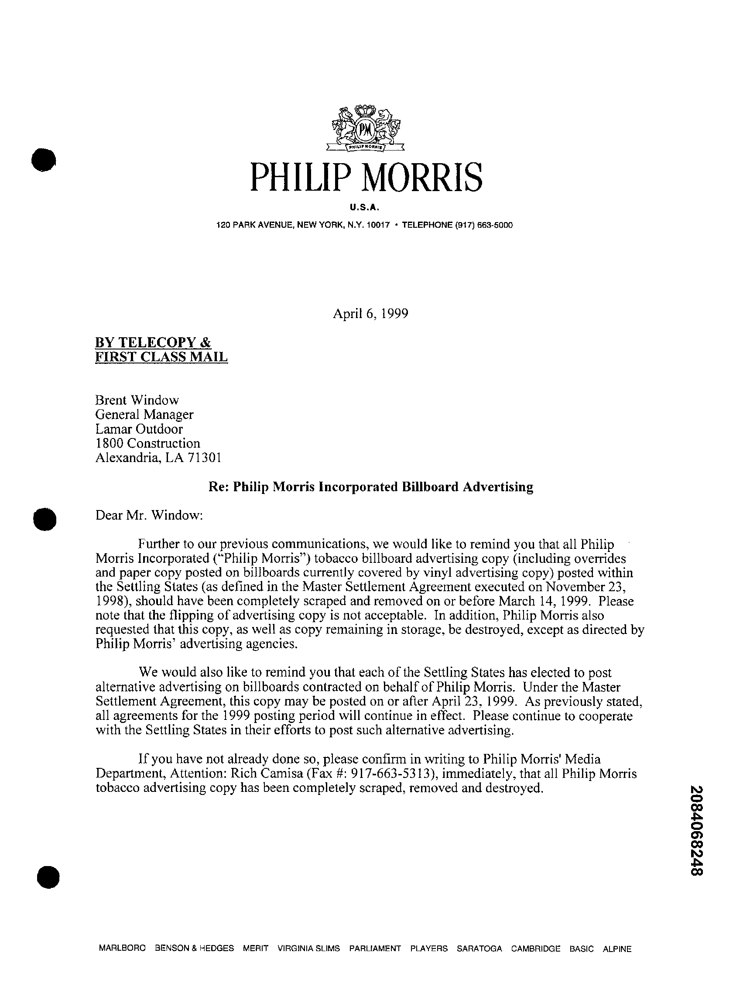 PM
PHILIP MORRIS
PHILIP MORRIS
U.S.A.
120 PARK AVENUE, NEW YORK, N.Y. 10017 • TELEPHONE (917) 663-5000
April 6, 1999
BY TELECOPY &
FIRST CLASS MAIL
Brent Window
General Manager
Lamar Outdoor
1800 Construction
Alexandria, LA 71301
Re: Philip Morris Incorporated Billboard Advertising
Dear Mr. Window:
Further to our previous communications, we would like to remind you that all Philip
Morris Incorporated ("Philip Morris") tobacco billboard advertising copy (including overrides
and paper copy posted on billboards currently covered by vinyl advertising copy) posted within
the Settling States (as defined in the Master Settlement Agreement executed on November 23,
1998), should have been completely scraped and removed on or before March 14, 1999. Please
note that the flipping of advertising copy is not acceptable. In addition, Philip Morris also
requested that this copy, as well as copy remaining in storage, be destroyed, except as directed by
Philip Morris' advertising agencies.
We would also like to remind you that each of the Settling States has elected to post
alternative advertising on billboards contracted on behalf of Philip Morris. Under the Master
Settlement Agreement, this copy may be posted on or after April 23, 1999. As previously stated,
all agreements for the 1999 posting period will continue in effect. Please continue to cooperate
with the Settling States in their efforts to post such alternative advertising.
If you have not already done so, please confirm in writing to Philip Morris' Media
Department, Attention: Rich Camisa (Fax #: 917-663-5313), immediately, that all Philip Morris
tobacco advertising copy has been completely scraped, removed and destroyed.
2084068248
MARLBORO BENSON & HEDGES MERIT VIRGINIA SLIMS PARLIAMENT PLAYERS SARATOGA CAMBRIDGE BASIC ALPINE